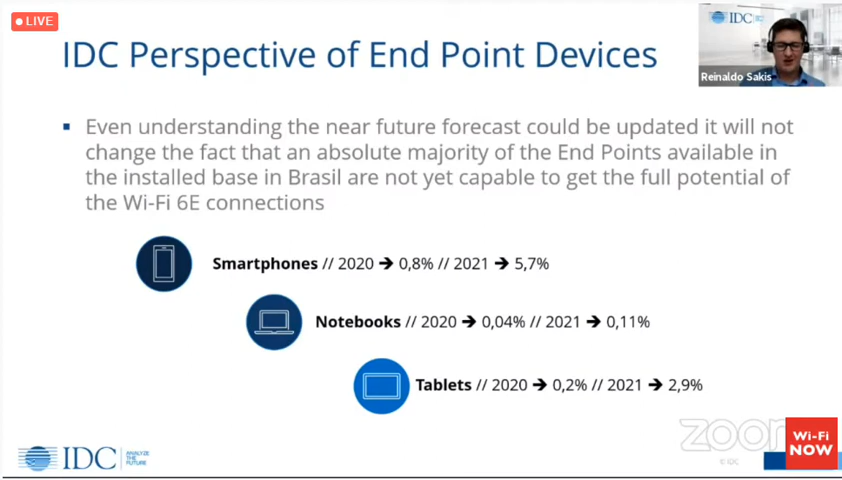 LIVE
IDC
Reinaldo Sakis
IDC Perspective of End Point Devices
Even understanding the near future forecast could be updated it will not
change the fact that an absolute majority of the End Points available in
the installed base in Brasil are not yet capable to get the full potential of
the Wi-Fi 6E connections
Smartphones // 2020 ➔ 0,8% // 2021 ➔ 5,7%
Notebooks // 2020 ➔ 0,04% // 2021 ➔ 0,11%
Tablets // 2020 ➔ 0,2% // 2021 ➔ 2,9%
zoom
Wi-Fi
NOW
IDC
ANALYZE
THE
FUTURE
© IDC